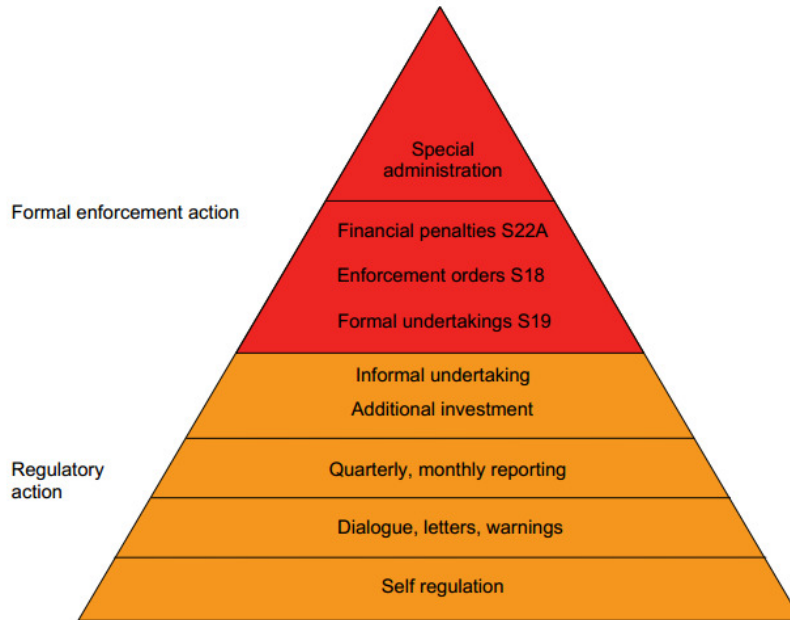 Special
administration
Formal enforcement action
Financial penalties S22A
Enforcement orders S18
Formal undertakings S19
Informal undertaking
Additional investment
Regulatory
action
Quarterly, monthly reporting
Dialogue, letters, warnings
Self regulation